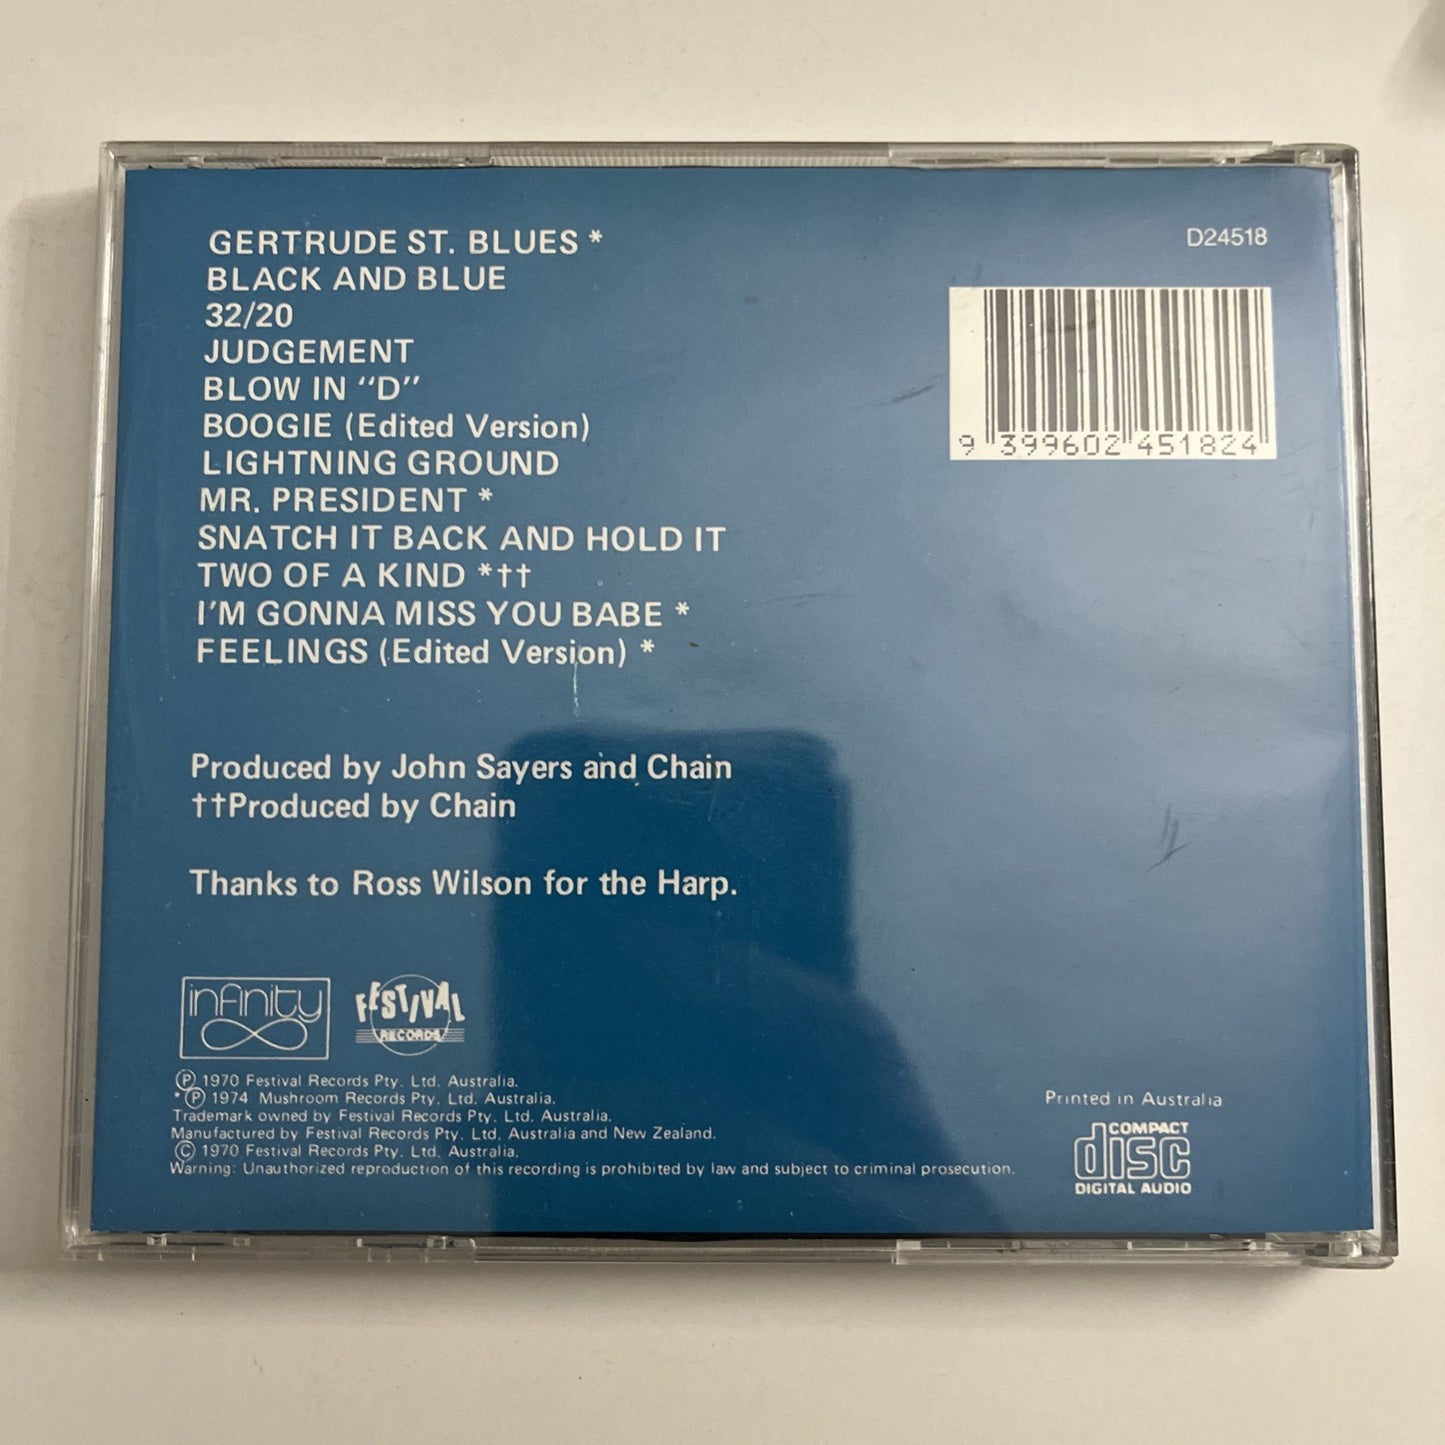 GERTRUDE ST. BLUES *
BLACK AND BLUE
32/20
JUDGEMENT
BLOW IN “D”
BOOGIE (Edited Version)
LIGHTNING GROUND
MR. PRESIDENT *
SNATCH IT BACK AND HOLD IT
TWO OF A KIND *††
I'M GONNA MISS YOU BABE *
FEELINGS (Edited Version) *
D24518
9 399602 451824
Produced by John Sayers and Chain
††Produced by Chain
Thanks to Ross Wilson for the Harp.
infinity
FESTIVAL
RECORDS
Ⓟ 1970 Festival Records Pty. Ltd. Australia.
*Ⓟ 1974 Mushroom Records Pty. Ltd. Australia.
Trademark owned by Festival Records Pty. Ltd. Australia.
Manufactured by Festival Records Pty. Ltd. Australia and New Zealand.
© 1970 Festival Records Pty. Ltd. Australia.
Warning: Unauthorized reproduction of this recording is prohibited by law and subject to criminal prosecution.
Printed in Australia
COMPACT
disc
DIGITAL AUDIO